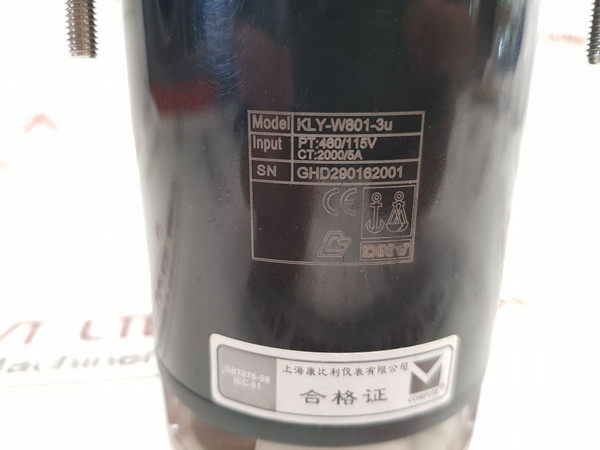 Model KLY-W801-3u
Input PT:460/115V
CT:2000/5A
SN GHD290162001
CE
DNV
GB7676-98
IEC-51
上海康比利仪表有限公司
合格证
COMPLEE